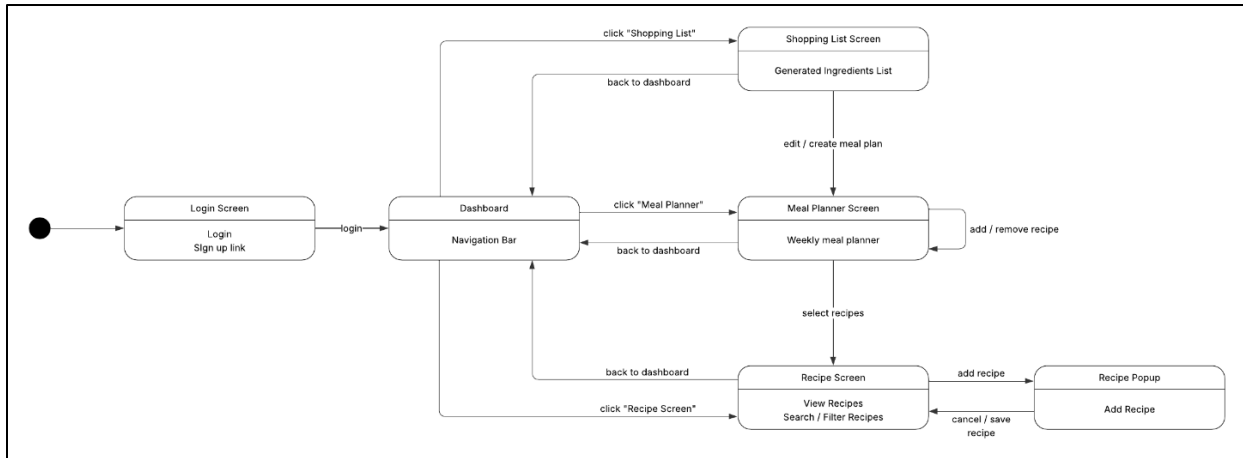 click "Shopping List"
Shopping List Screen
Generated Ingredients List
back to dashboard
edit / create meal plan
Login Screen
Login
SIgn up link
login
Dashboard
Navigation Bar
click "Meal Planner"
back to dashboard
Meal Planner Screen
Weekly meal planner
add / remove recipe
select recipes
back to dashboard
click "Recipe Screen"
Recipe Screen
View Recipes
Search / Filter Recipes
add recipe
cancel / save
recipe
Recipe Popup
Add Recipe